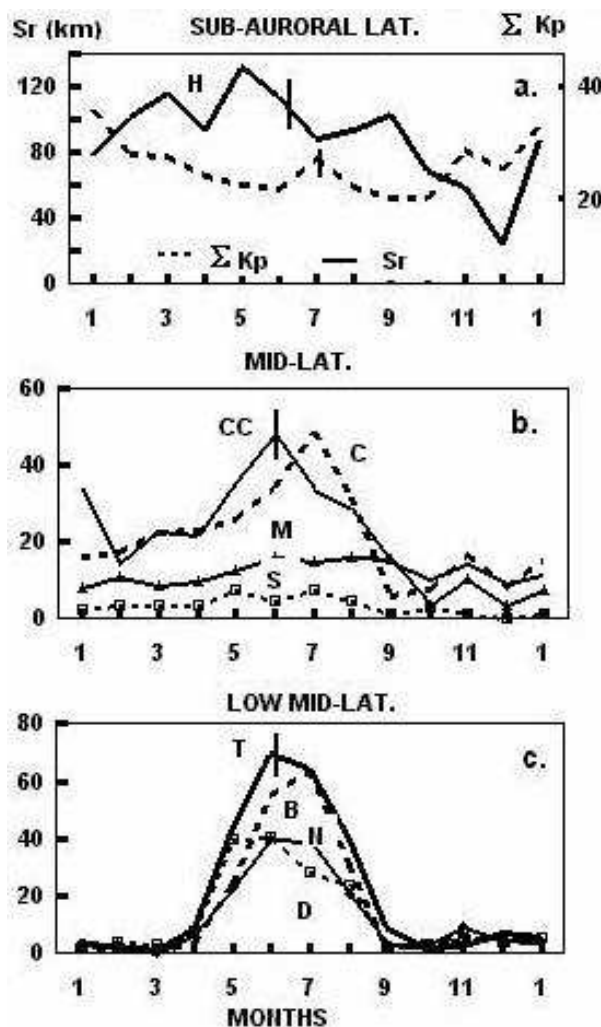 Sr (km) SUB-AURORAL LAT. Σ Kp
120 H a. 40
80
40 20
Σ Kp Sr
0
1 3 5 7 9 11 1
MID-LAT.
60
CC C b.
40
M
20
S
0
1 3 5 7 9 11 1
LOW MID-LAT.
80
T c.
60
B
40 N
20 D
0
1 3 5 7 9 11 1
MONTHS